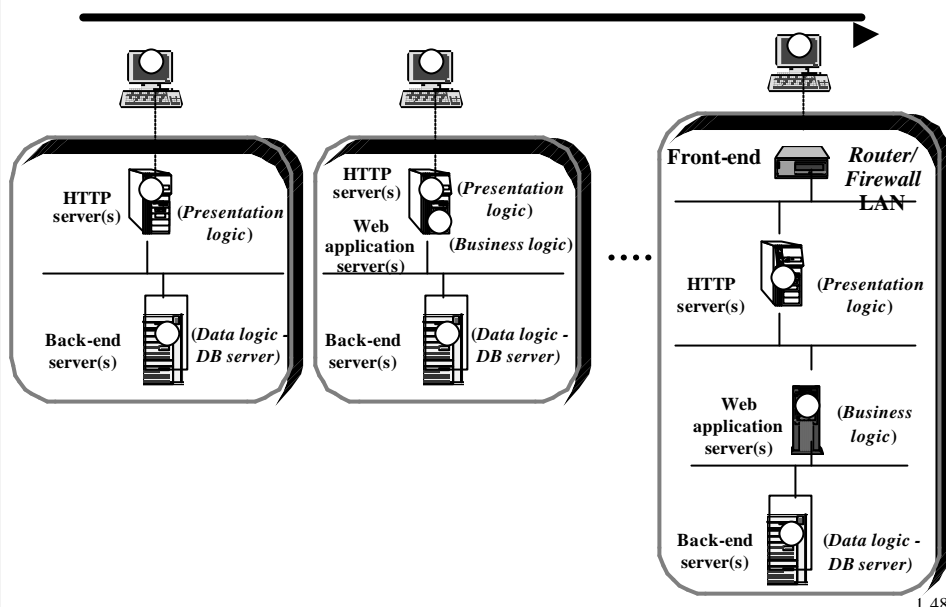 HTTP
server(s)
(Presentation
logic)
Back-end
server(s)
(Data logic -
DB server)
HTTP
server(s)
(Presentation
logic)
Web
application
server(s)
(Business logic)
Back-end
server(s)
(Data logic -
DB server)
....
Front-end
Router/
Firewall
LAN
HTTP
server(s)
(Presentation
logic)
Web
application
server(s)
(Business
logic)
Back-end
server(s)
(Data logic -
DB server)
1.48